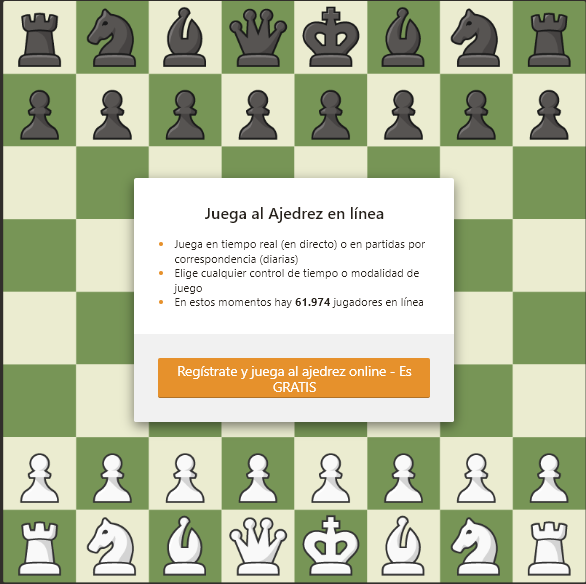 Juega al Ajedrez en línea
Juega en tiempo real (en directo) o en partidas por
correspondencia (diarias)
Elige cualquier control de tiempo o modalidad de
juego
En estos momentos hay 61.974 jugadores en línea
Regístrate y juega al ajedrez online - Es
GRATIS